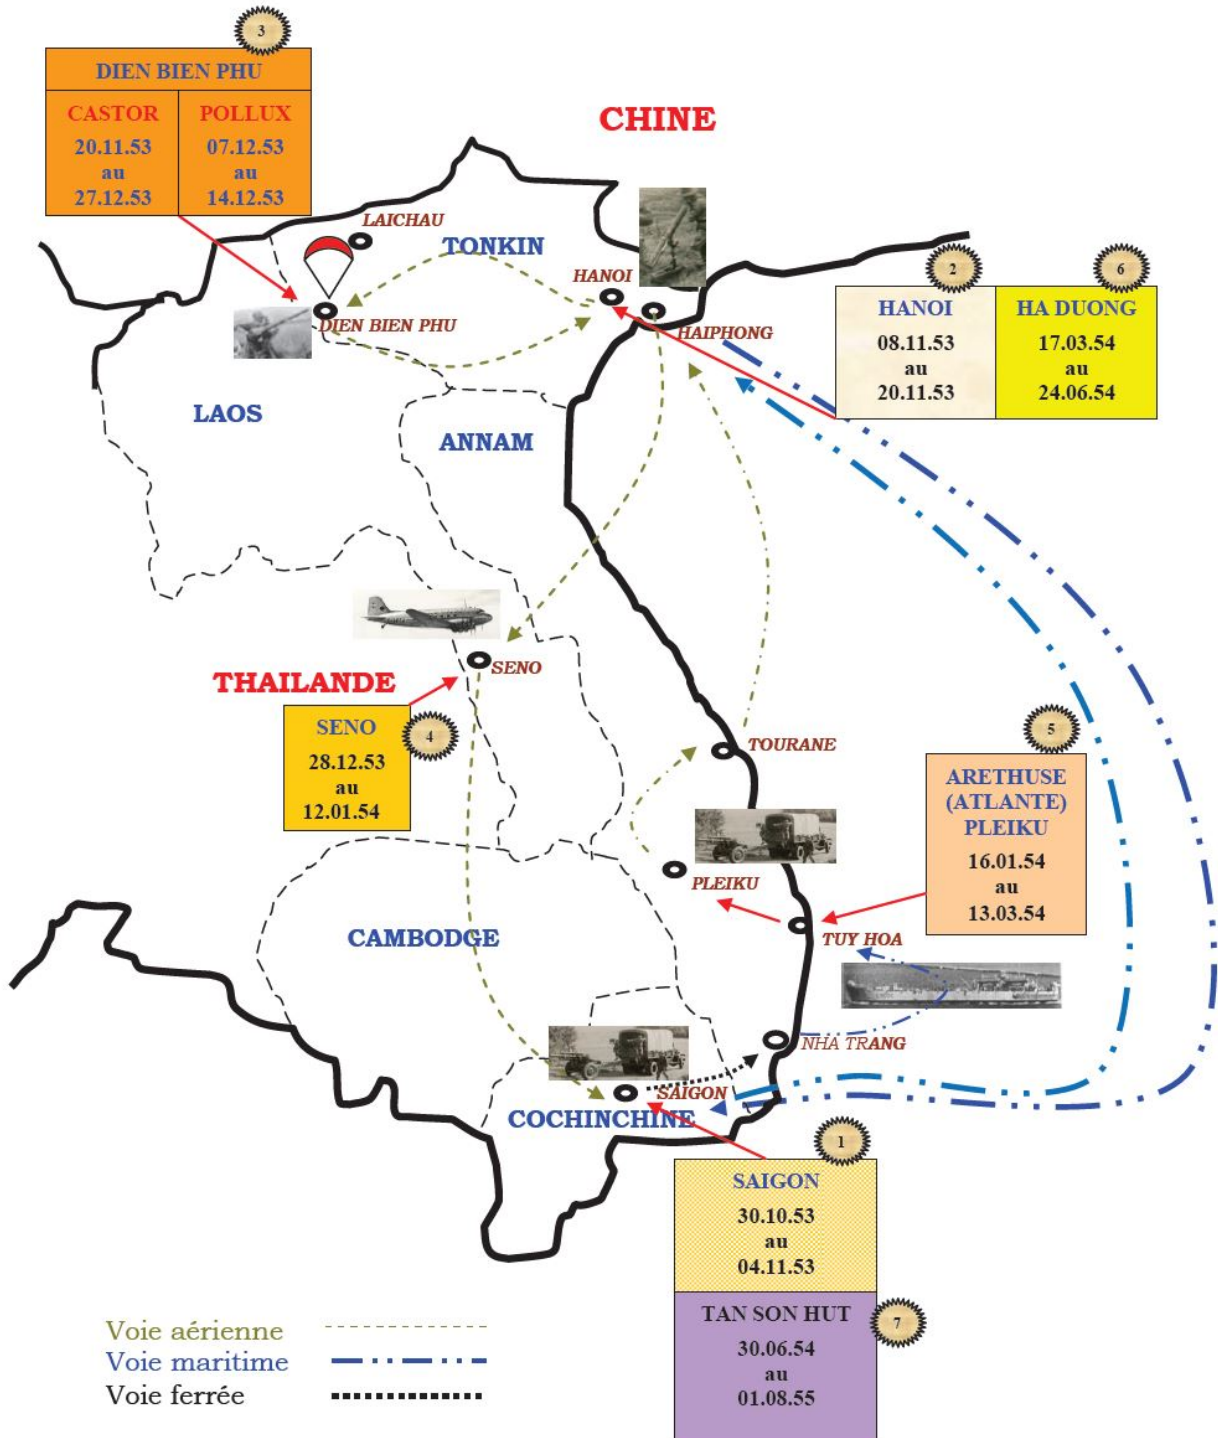 3
DIEN BIEN PHU
CASTOR
20.11.53
au
27.12.53
POLLUX
07.12.53
au
14.12.53
CHINE
LAICHAU
TONKIN
HANOI
HAIPHONG
DIEN BIEN PHU
2
HANOI
08.11.53
au
20.11.53
6
HA DUONG
17.03.54
au
24.06.54
LAOS
ANNAM
SENO
THAILANDE
4
SENO
28.12.53
au
12.01.54
TOURANE
5
ARETHUSE
(ATLANTE)
PLEIKU
16.01.54
au
13.03.54
PLEIKU
TUY HOA
CAMBODGE
NHA TRANG
SAIGON
COCHINCHINE
1
SAIGON
30.10.53
au
04.11.53
TAN SON HUT
30.06.54
au
01.08.55
7
Voie aérienne
Voie maritime
Voie ferrée